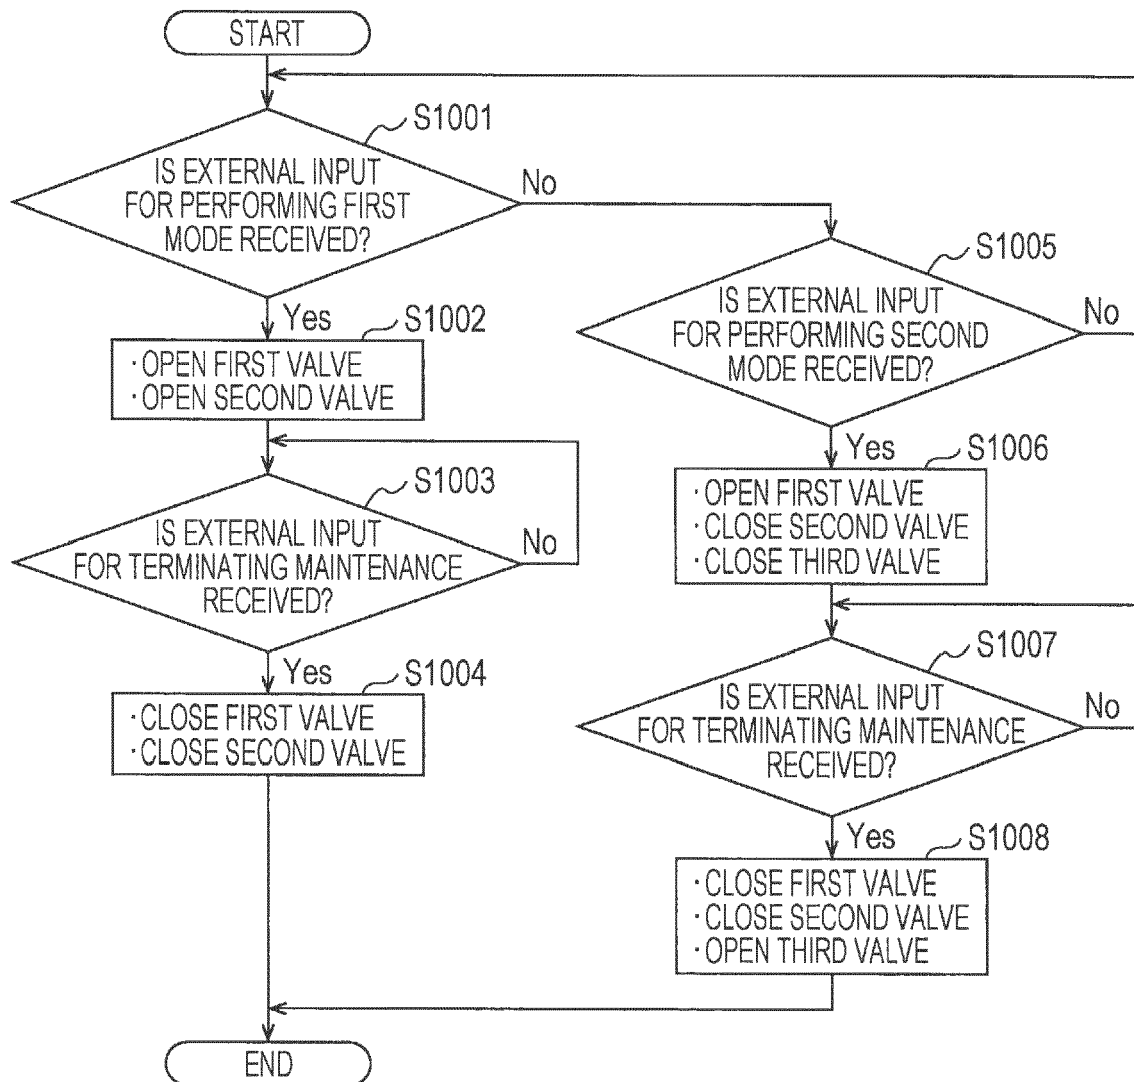 START
S1001
IS EXTERNAL INPUT
FOR PERFORMING FIRST
MODE RECEIVED?
No
Yes
S1002
·OPEN FIRST VALVE
·OPEN SECOND VALVE
S1003
IS EXTERNAL INPUT
FOR TERMINATING MAINTENANCE
RECEIVED?
No
Yes
S1004
·CLOSE FIRST VALVE
·CLOSE SECOND VALVE
S1005
IS EXTERNAL INPUT
FOR PERFORMING SECOND
MODE RECEIVED?
No
Yes
S1006
·OPEN FIRST VALVE
·CLOSE SECOND VALVE
·CLOSE THIRD VALVE
S1007
IS EXTERNAL INPUT
FOR TERMINATING MAINTENANCE
RECEIVED?
No
Yes
S1008
·CLOSE FIRST VALVE
·CLOSE SECOND VALVE
·OPEN THIRD VALVE
END